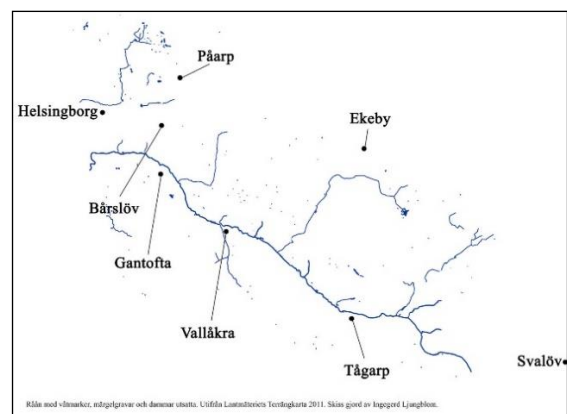 Påarp
Helsingborg
Ekeby
Bårslöv
Gantofta
Vallåkra
Tågarp
Svalöv
Råån med våtmarker, märgelgravar och dammar utsatta. Utifrån Lantmäteriets Terrängkarta 2011. Skiss gjord av Ingegerd Ljungblom.